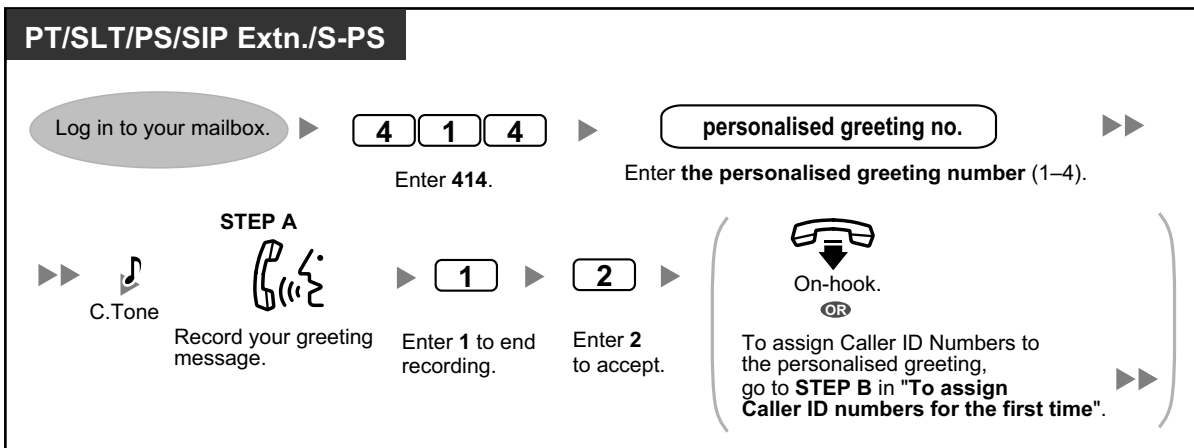 PT/SLT/PS/SIP Extn./S-PS
Log in to your mailbox.
4 1 4
Enter 414.
personalised greeting no.
Enter the personalised greeting number (1–4).
C.Tone
STEP A
Record your greeting
message.
1
Enter 1 to end
recording.
2
Enter 2
to accept.
On-hook.
OR
To assign Caller ID Numbers to
the personalised greeting,
go to STEP B in "To assign
Caller ID numbers for the first time".